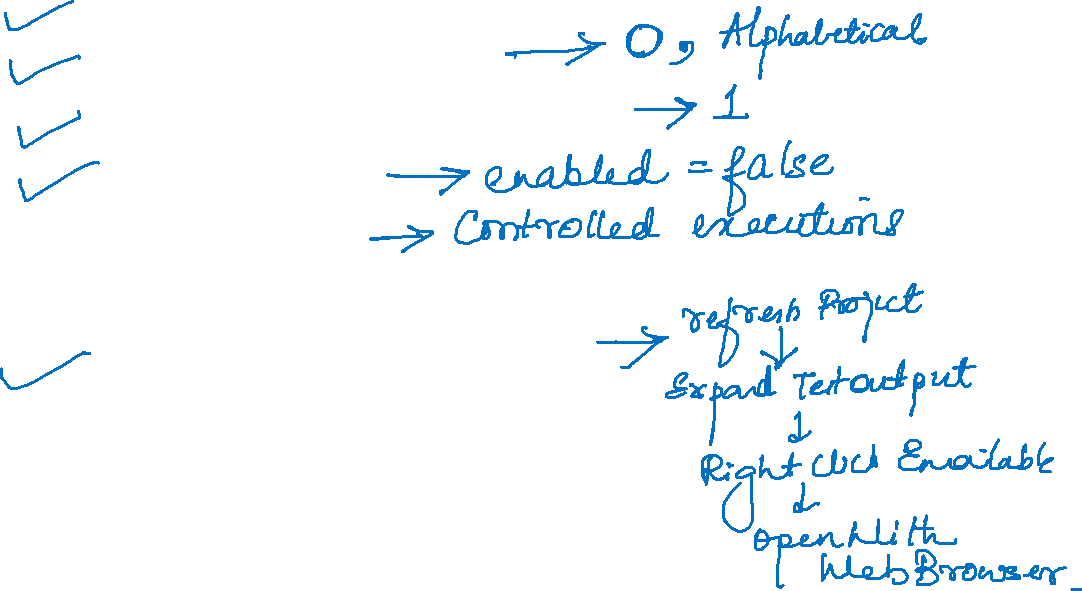 → 0, Alphabetical
→ 1
→ enabled = false
→ Controlled executions
→ refresh Project
↓
Expand Testoutput
↓
Right click Emailable
↓
open With
Web Browser